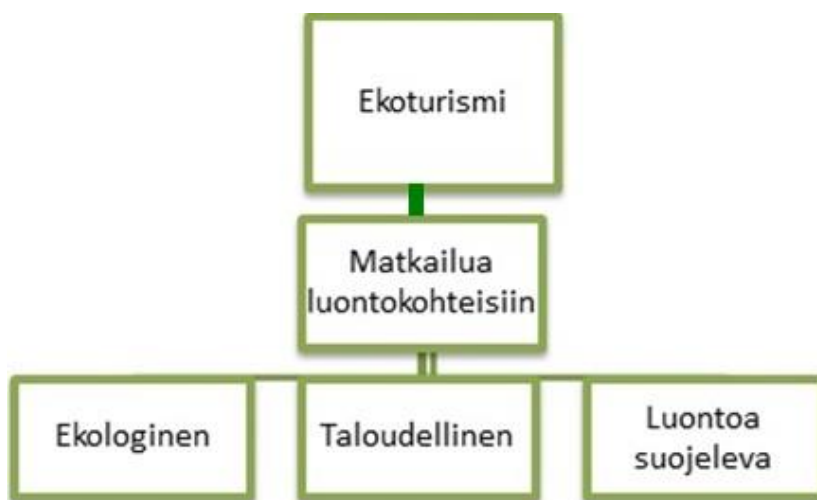 Ekoturismi
Matkailua
luontokohteisiin
Ekologinen
Taloudellinen
Luontoa
suojeleva